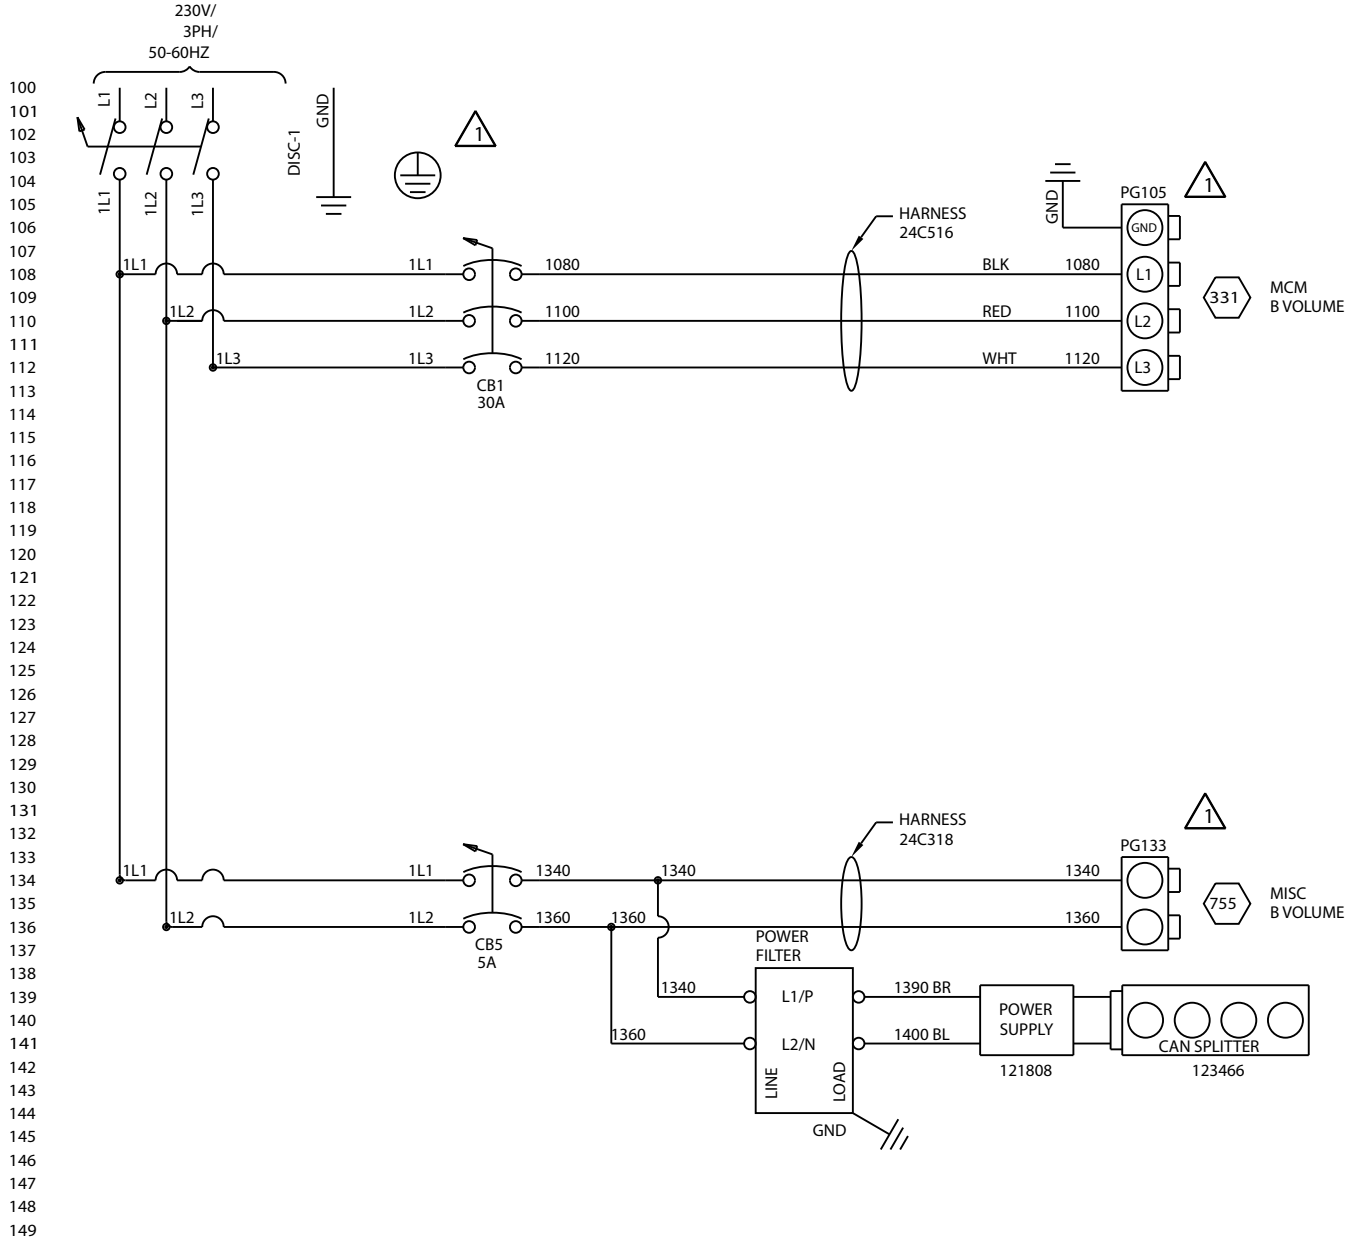 230V/
3PH/
50-60HZ
100
L1 L2 L3 GND
101
102
1
DISC-1
103
104
1
105
1L1 1L2 1L3
GND
PG105
106
HARNESS
24C516
GND
107
108
1L1 1L1 1080 BLK 1080 L1
109
331
MCM
B VOLUME
110
1L2 1L2 1100 RED 1100 L2
111
112
1L3 1L3 1120 WHT 1120 L3
113
CB1
30A
114
115
116
117
118
119
120
121
122
123
124
125
126
127
128
129
130
131
1
132
HARNESS
24C318
133
PG133
134
1L1 1L1 1340 1340 1340
135
755
MISC
B VOLUME
136
1L2 1L2 1360 1360 1360
137
CB5
5A
POWER
FILTER
138
139
1340 L1/P 1390 BR
140
POWER
SUPPLY
141
1360 L2/N 1400 BL
CAN SPLITTER
142
121808 123466
143
LINE LOAD
144
145
GND
146
147
148
149